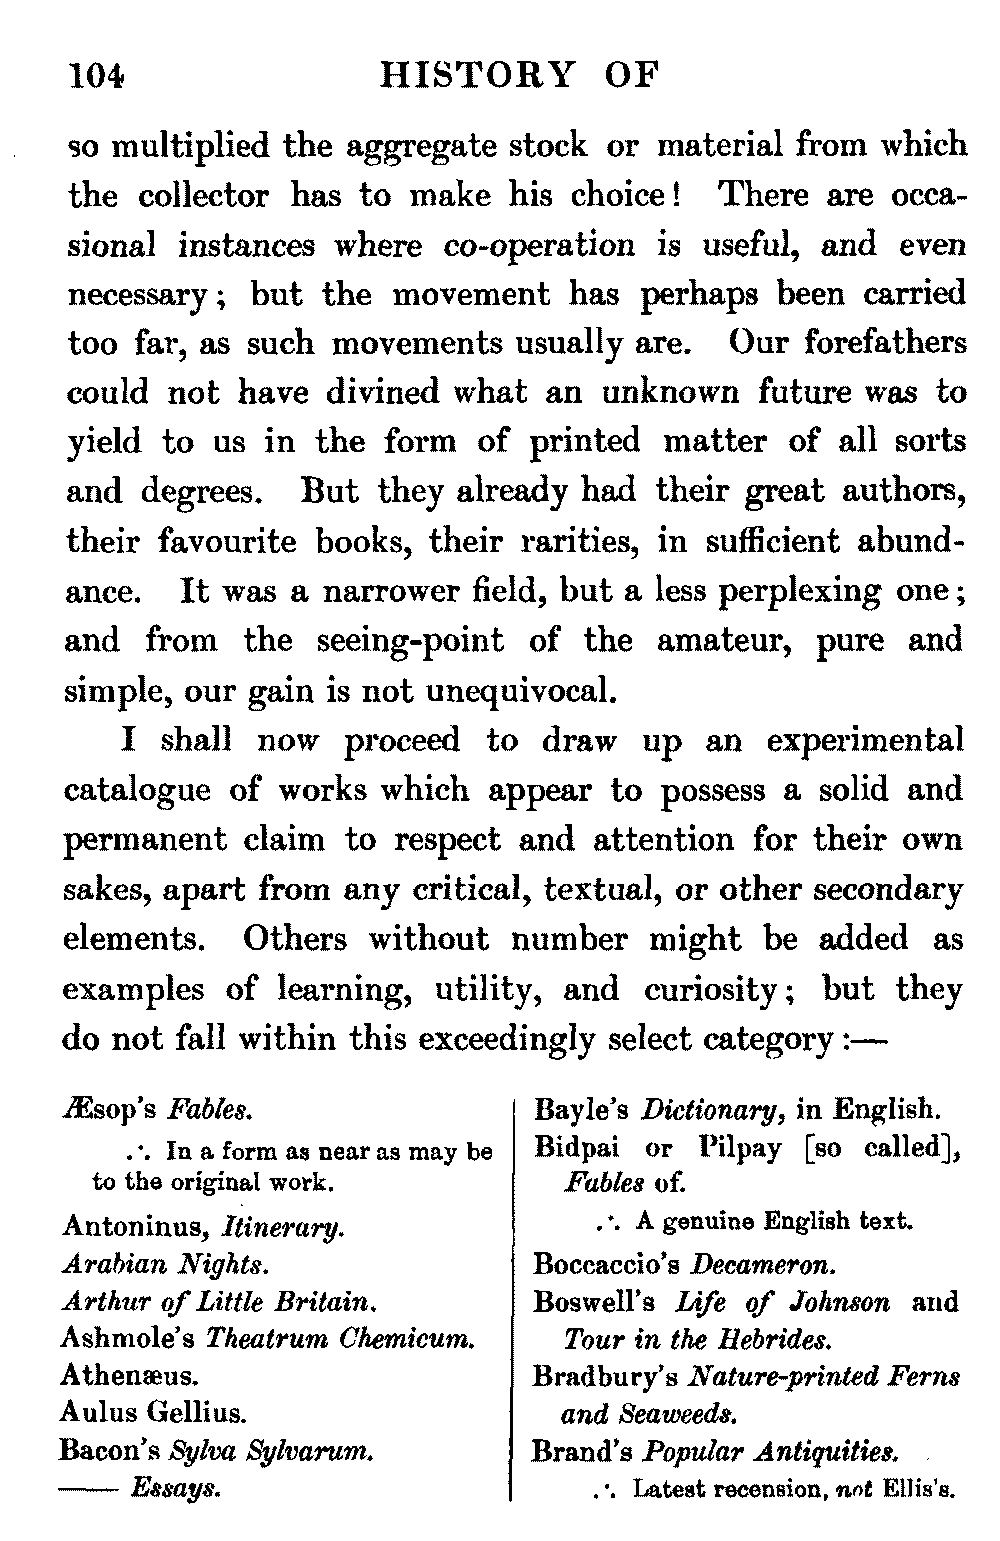 104 HISTORY OF
so multiplied the aggregate stock or material from which
the collector has to make his choice! There are occa-
sional instances where co-operation is useful, and even
necessary; but the movement has perhaps been carried
too far, as such movements usually are. Our forefathers
could not have divined what an unknown future was to
yield to us in the form of printed matter of all sorts
and degrees. But they already had their great authors,
their favourite books, their rarities, in sufficient abund-
ance. It was a narrower field, but a less perplexing one;
and from the seeing-point of the amateur, pure and
simple, our gain is not unequivocal.
I shall now proceed to draw up an experimental
catalogue of works which appear to possess a solid and
permanent claim to respect and attention for their own
sakes, apart from any critical, textual, or other secondary
elements. Others without number might be added as
examples of learning, utility, and curiosity; but they
do not fall within this exceedingly select category:—
Æsop's Fables.
∴ In a form as near as may be
to the original work.
Antoninus, Itinerary.
Arabian Nights.
Arthur of Little Britain.
Ashmole's Theatrum Chemicum.
Athenæus.
Aulus Gellius.
Bacon's Sylva Sylvarum.
—— Essays.
Bayle's Dictionary, in English.
Bidpai or Pilpay [so called],
Fables of.
∴ A genuine English text.
Boccaccio's Decameron.
Boswell's Life of Johnson and
Tour in the Hebrides.
Bradbury's Nature-printed Ferns
and Seaweeds.
Brand's Popular Antiquities.
∴ Latest recension, not Ellis's.